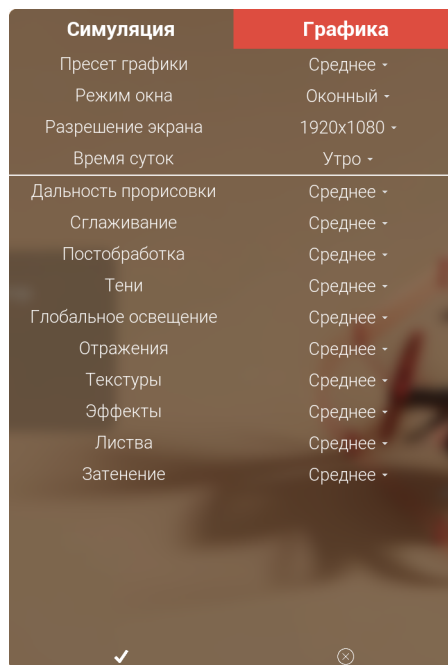 Симуляция Графика
Пресет графики Среднее
Режим окна Оконный
Разрешение экрана 1920x1080
Время суток Утро
Дальность прорисовки Среднее
Сглаживание Среднее
Постобработка Среднее
Тени Среднее
Глобальное освещение Среднее
Отражения Среднее
Текстуры Среднее
Эффекты Среднее
Листва Среднее
Затенение Среднее